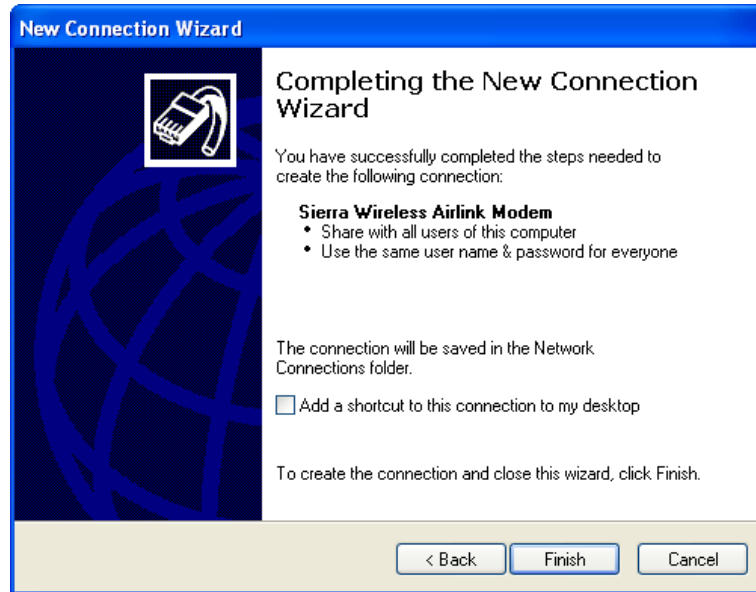 New Connection Wizard
Completing the New Connection
Wizard
You have successfully completed the steps needed to
create the following connection:
Sierra Wireless Airlink Modem
• Share with all users of this computer
• Use the same user name & password for everyone
The connection will be saved in the Network
Connections folder.
Add a shortcut to this connection to my desktop
To create the connection and close this wizard, click Finish.
< Back Finish Cancel